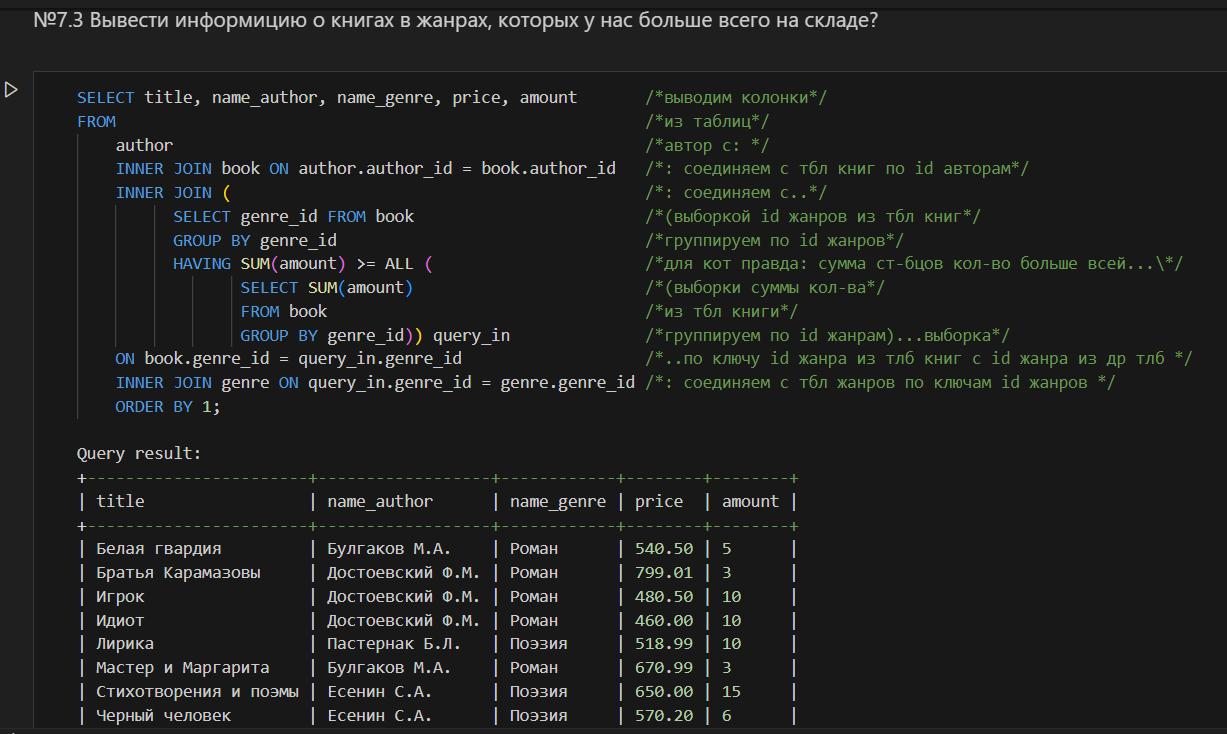 №7.3 Вывести информицию о книгах в жанрах, которых у нас больше всего на складе?
SELECT title, name_author, name_genre, price, amount /*выводим колонки*/
FROM /*из таблиц*/
author /*автор с: */
INNER JOIN book ON author.author_id = book.author_id /*: соединяем с тбл книг по id авторам*/
INNER JOIN ( /*: соединяем с..*/
SELECT genre_id FROM book /*(выборкой id жанров из тбл книг*/
GROUP BY genre_id /*группируем по id жанров*/
HAVING SUM(amount) >= ALL ( /*для кот правда: сумма ст-бцов кол-во больше всей...\*/
SELECT SUM(amount) /*(выборки суммы кол-ва*/
FROM book /*из тбл книги*/
GROUP BY genre_id)) query_in /*группируем по id жанрам)...выборка*/
ON book.genre_id = query_in.genre_id /*..по ключу id жанра из тлб книг с id жанра из др тлб */
INNER JOIN genre ON query_in.genre_id = genre.genre_id /*: соединяем с тбл жанров по ключам id жанров */
ORDER BY 1;
Query result:
+-----------------------+------------------+------------+--------+--------+
| title | name_author | name_genre | price | amount |
+-----------------------+------------------+------------+--------+--------+
| Белая гвардия | Булгаков М.А. | Роман | 540.50 | 5 |
| Братья Карамазовы | Достоевский Ф.М. | Роман | 799.01 | 3 |
| Игрок | Достоевский Ф.М. | Роман | 480.50 | 10 |
| Идиот | Достоевский Ф.М. | Роман | 460.00 | 10 |
| Лирика | Пастернак Б.Л. | Поэзия | 518.99 | 10 |
| Мастер и Маргарита | Булгаков М.А. | Роман | 670.99 | 3 |
| Стихотворения и поэмы | Есенин С.А. | Поэзия | 650.00 | 15 |
| Черный человек | Есенин С.А. | Поэзия | 570.20 | 6 |